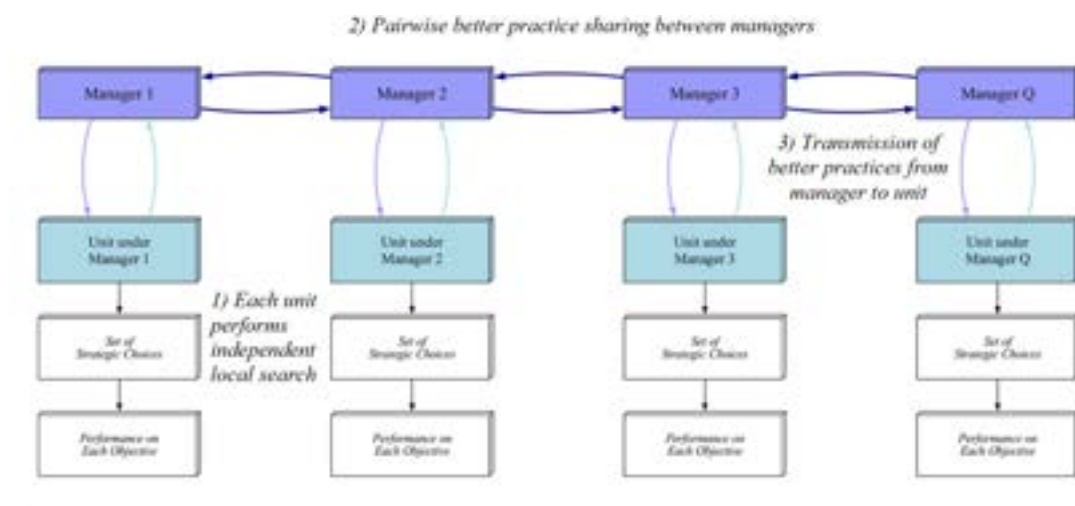 2) Pairwise better practice sharing between managers
Manager 1
Manager 2
Manager 3
Manager Q
3) Transmission of
better practices from
manager to unit
Unit under
Manager 1
Unit under
Manager 2
Unit under
Manager 3
Unit under
Manager Q
1) Each unit
performs
independent
local search
Set of
Strategic Choices
Set of
Strategic Choices
Set of
Strategic Choices
Set of
Strategic Choices
Performance on
Each Objective
Performance on
Each Objective
Performance on
Each Objective
Performance on
Each Objective